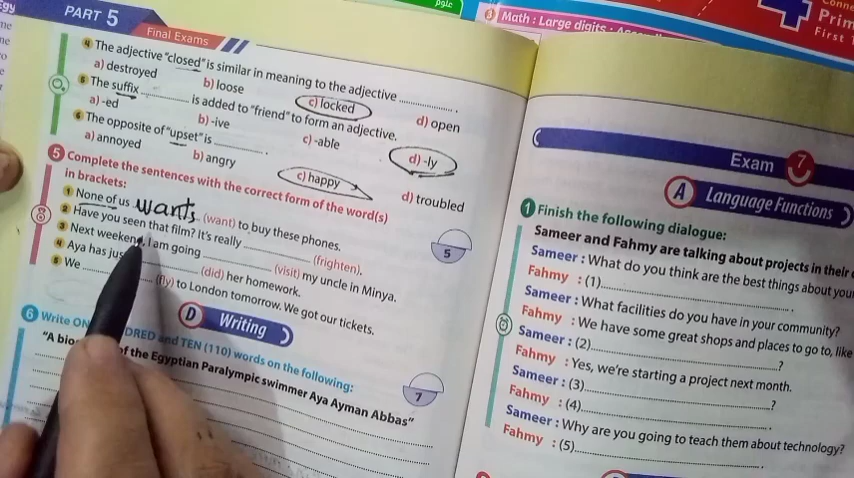 PART 5
Final Exams
4 The adjective "closed" is similar in meaning to the adjective ............ .
a) destroyed b) loose c) locked d) open
5 The suffix ............ is added to "friend" to form an adjective.
a) -ed b) -ive c) -able d) -ly
6 The opposite of "upset" is ............ .
a) annoyed b) angry c) happy d) troubled
5 Complete the sentences with the correct form of the word(s)
in brackets:
1 None of us wants (want) to buy these phones.
2 Have you seen that film? It's really ............ (frighten).
3 Next weekend, I am going ............ (visit) my uncle in Minya.
4 Aya has jus ............ (did) her homework.
5 We ............ (fly) to London tomorrow. We got our tickets.
5
D Writing
6 Write ON DRED and TEN (110) words on the following:
"A bio of the Egyptian Paralympic swimmer Aya Ayman Abbas"
7
Math : Large digits :
Conne
Prim
First
Exam 7
A Language Functions
1 Finish the following dialogue:
Sameer and Fahmy are talking about projects in their
Sameer : What do you think are the best things about you
Fahmy : (1) ............ .
Sameer : What facilities do you have in your community?
Fahmy : We have some great shops and places to go to, like
Sameer : (2) ............ ?
Fahmy : Yes, we're starting a project next month.
Sameer : (3) ............ ?
Fahmy : (4) ............ .
Sameer : Why are you going to teach them about technology?
Fahmy : (5) ............ .